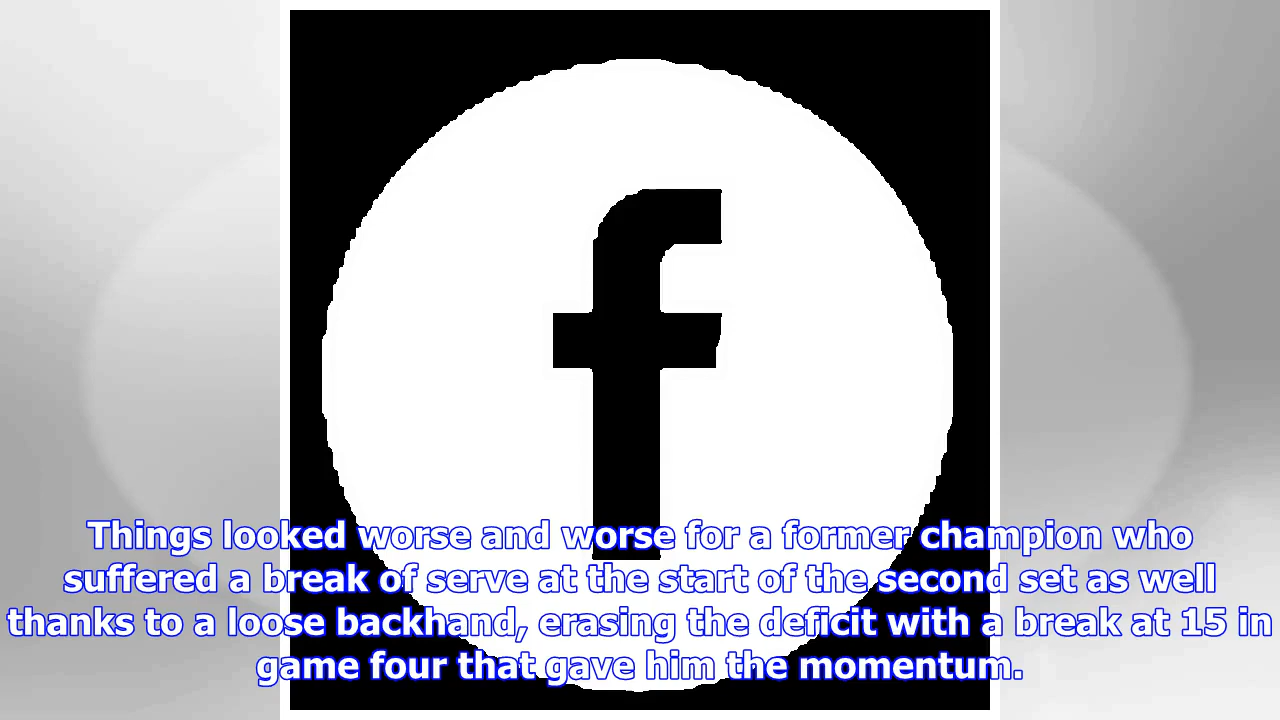 f
Things looked worse and worse for a former champion who
suffered a break of serve at the start of the second set as well
thanks to a loose backhand, erasing the deficit with a break at 15 in
game four that gave him the momentum.